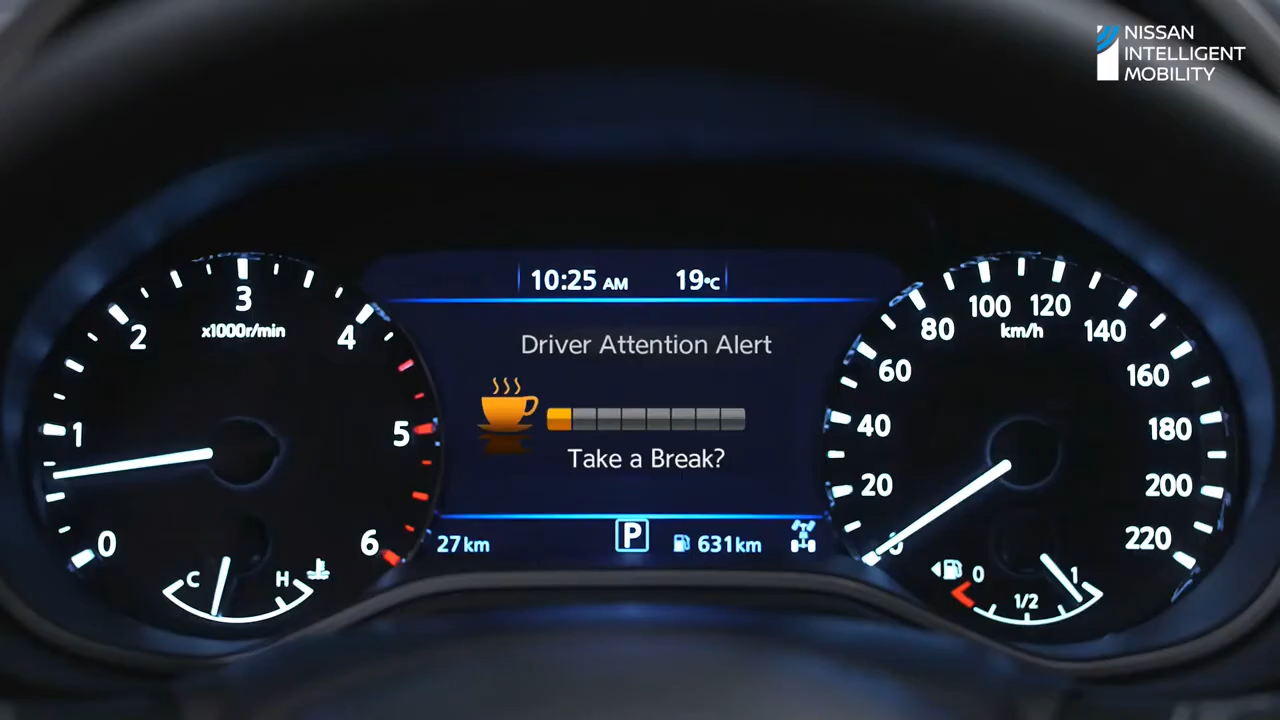 NISSAN
INTELLIGENT
MOBILITY
10:25 AM 19°C
Driver Attention Alert
Take a Break?
27km P 631km
0
1
2
3
x1000r/min
4
5
6
C H
0
20
40
60
80
100
km/h
120
140
160
180
200
220
0 1/2 1